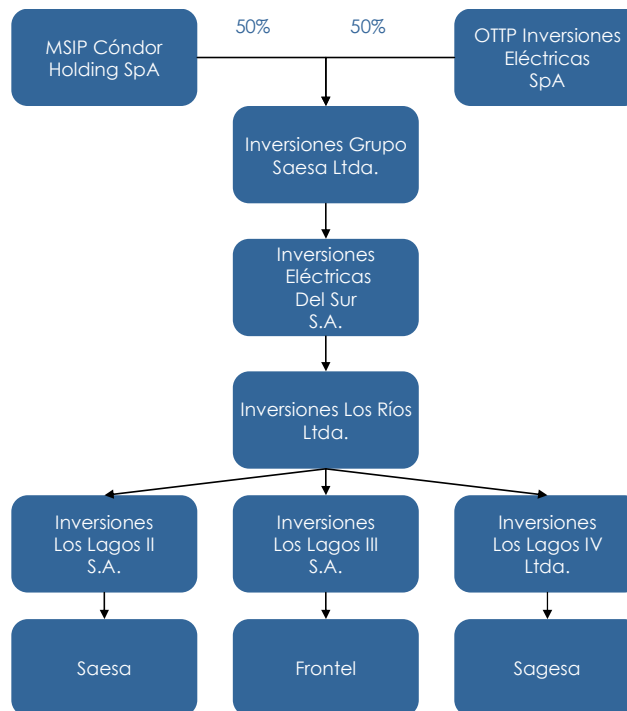 50%
50%
MSIP Cóndor
Holding SpA
OTTP Inversiones
Eléctricas
SpA
Inversiones Grupo
Saesa Ltda.
Inversiones
Eléctricas
Del Sur
S.A.
Inversiones Los Ríos
Ltda.
Inversiones
Los Lagos II
S.A.
Inversiones
Los Lagos III
S.A.
Inversiones
Los Lagos IV
Ltda.
Saesa
Frontel
Sagesa